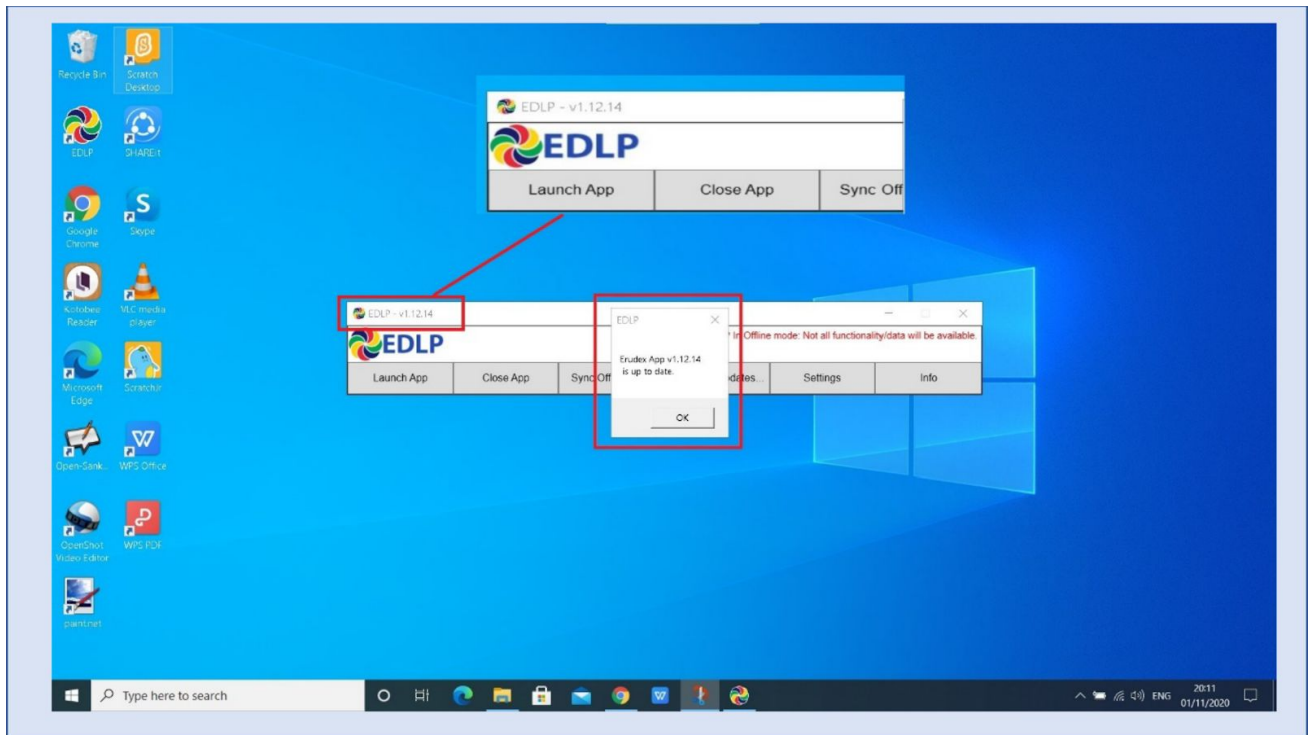 Recycle Bin
Scratch
Desktop
EDLP
SHAREit
Google
Chrome
Skype
Kotobee
Reader
VLC media
player
Microsoft
Edge
ScratchJr
Open-Sank...
WPS Office
OpenShot
Video Editor
WPS PDF
paint.net
EDLP - v1.12.14
EDLP
Launch App
Close App
Sync Off
EDLP - v1.12.14
EDLP
In Offline mode: Not all functionality/data will be available.
Launch App
Close App
Sync Off
dates...
Settings
Info
EDLP
Erudex App v1.12.14
is up to date.
OK
Type here to search
ENG
20:11
01/11/2020